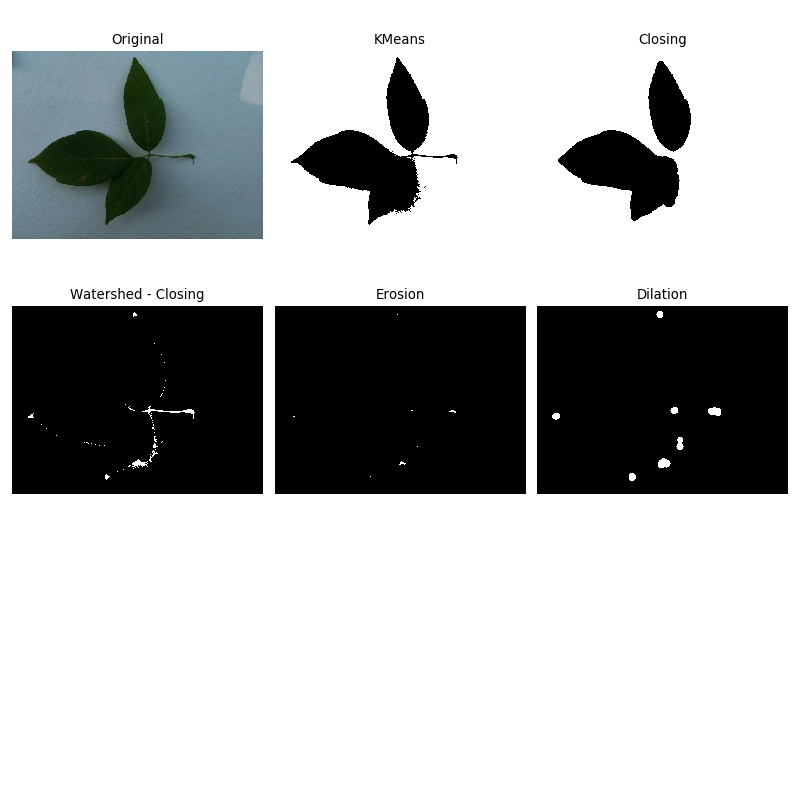 Original
KMeans
Closing
Watershed - Closing
Erosion
Dilation